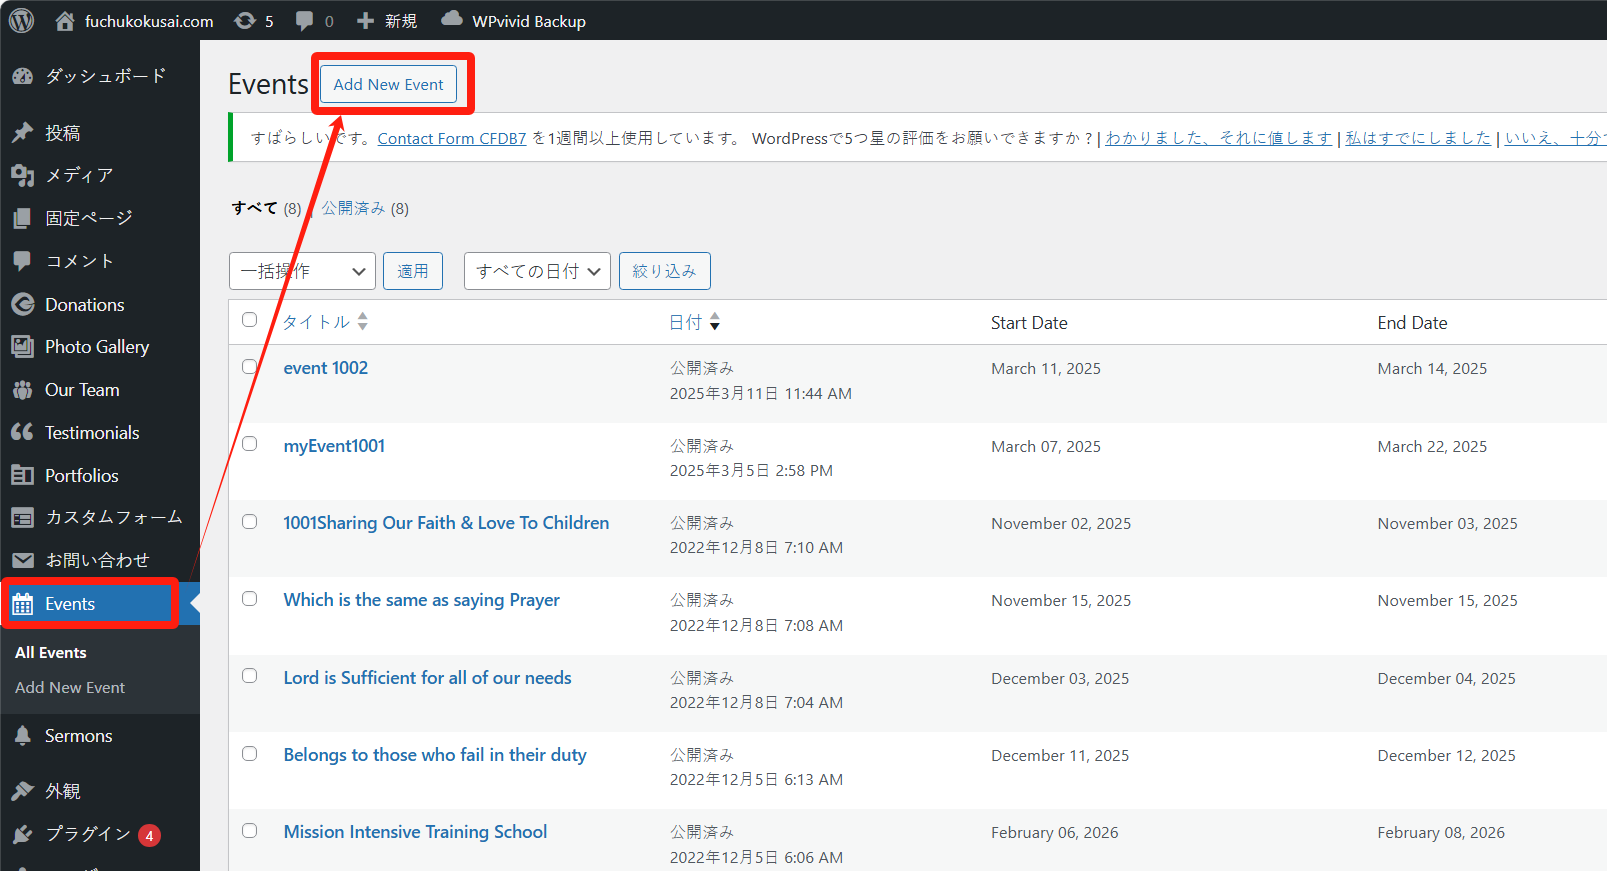 fuchukokusai.com 5 0 新規 WPvivid Backup
ダッシュボード
投稿
メディア
固定ページ
コメント
Donations
Photo Gallery
Our Team
Testimonials
Portfolios
カスタムフォーム
お問い合わせ
Events
All Events
Add New Event
Sermons
外観
プラグイン 4
Events Add New Event
すばらしいです。Contact Form CFDB7 を1週間以上使用しています。 WordPressで5つ星の評価をお願いできますか ? | わかりました、それに値します | 私はすでにしました | いいえ、十分
すべて (8) | 公開済み (8)
一括操作 適用 すべての日付 絞り込み
タイトル 日付 Start Date End Date
event 1002 公開済み March 11, 2025 March 14, 2025
2025年3月11日 11:44 AM
myEvent1001 公開済み March 07, 2025 March 22, 2025
2025年3月5日 2:58 PM
1001Sharing Our Faith & Love To Children 公開済み November 02, 2025 November 03, 2025
2022年12月8日 7:10 AM
Which is the same as saying Prayer 公開済み November 15, 2025 November 15, 2025
2022年12月8日 7:08 AM
Lord is Sufficient for all of our needs 公開済み December 03, 2025 December 04, 2025
2022年12月8日 7:04 AM
Belongs to those who fail in their duty 公開済み December 11, 2025 December 12, 2025
2022年12月5日 6:13 AM
Mission Intensive Training School 公開済み February 06, 2026 February 08, 2026
2022年12月5日 6:06 AM